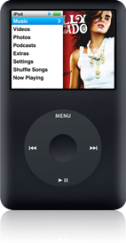 iPod
Music
Videos
Photos
Podcasts
Extras
Settings
Shuffle Songs
Now Playing
MENU